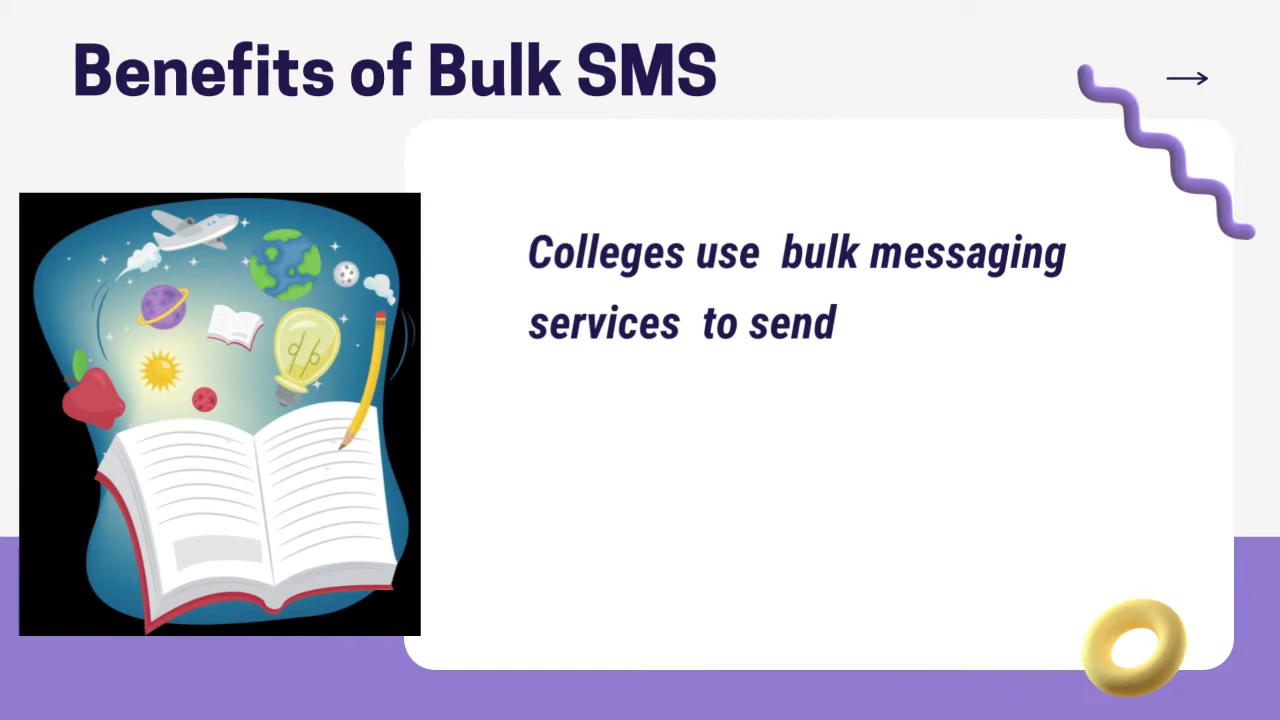 Benefits of Bulk SMS
Colleges use bulk messaging
services to send